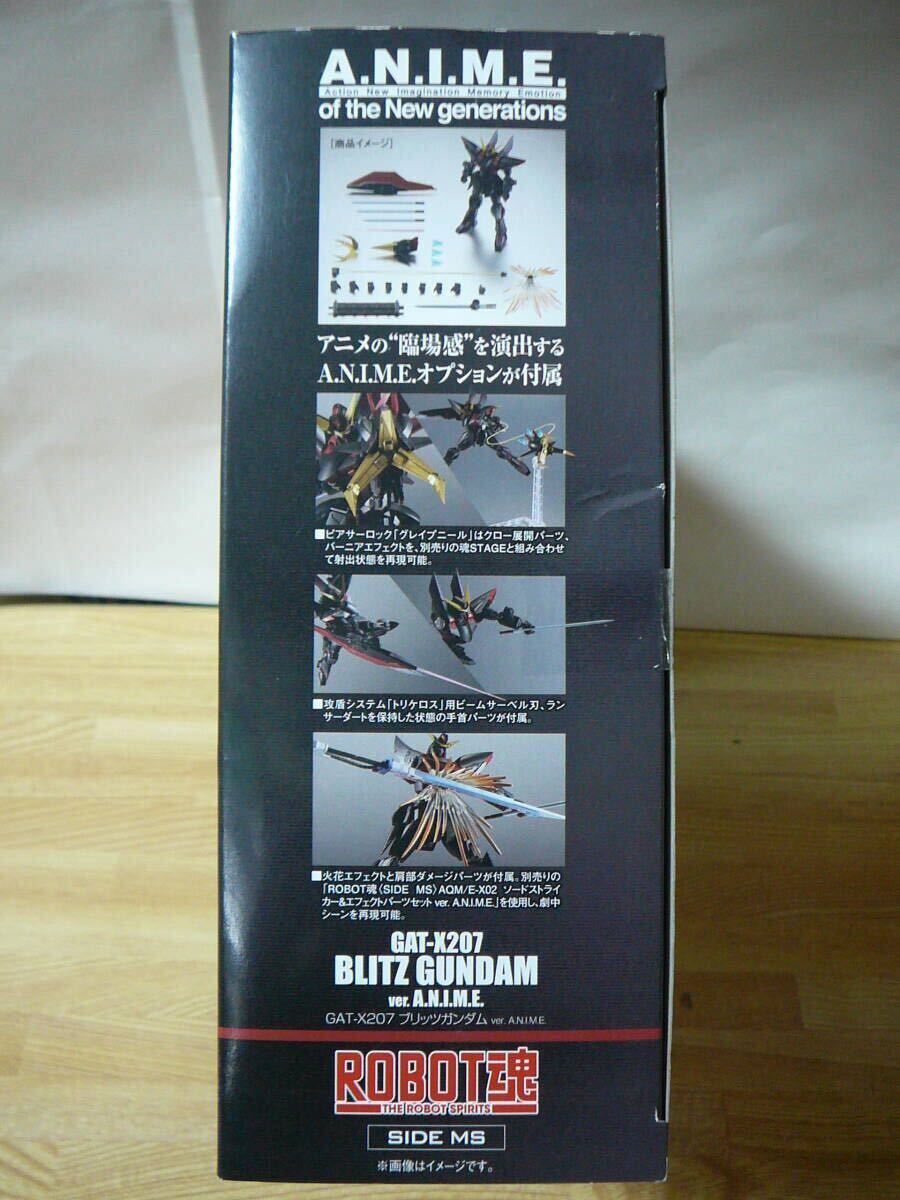 A.N.I.M.E.
Action New Imagination Memory Emotion
of the New generations
[商品イメージ]
アニメの“臨場感”を演出する
A.N.I.M.E.オプションが付属
■ピアサーロック「グレイプニール」はクロー展開パーツ、
バーニアエフェクトを、別売りの魂STAGEと組み合わせ
て射出状態を再現可能。
■攻盾システム「トリケロス」用ビームサーベル刃、ラン
サーダートを保持した状態の手首パーツが付属。
■火花エフェクトと肩部ダメージパーツが付属。別売りの
「ROBOT魂〈SIDE MS〉AQM/E-X02 ソードストライ
カー&エフェクトパーツセット ver. A.N.I.M.E.」を使用し、劇中
シーンを再現可能。
GAT-X207
BLITZ GUNDAM
ver. A.N.I.M.E.
GAT-X207 ブリッツガンダム ver. A.N.I.M.E.
ROBOT魂
THE ROBOT SPIRITS
SIDE MS
※画像はイメージです。